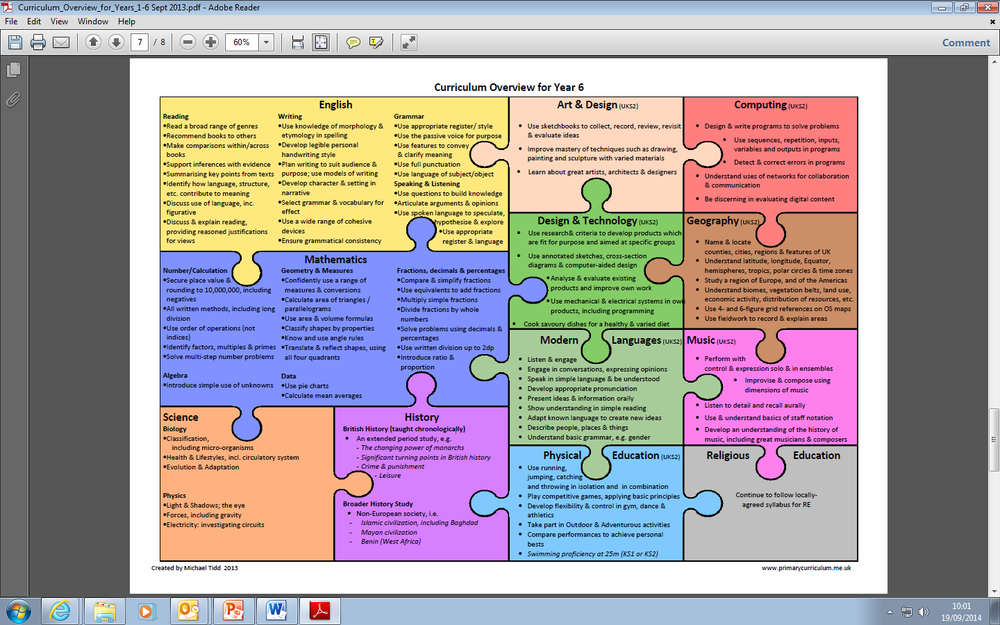 Curriculum_Overview_for_Years_1-6 Sept 2013.pdf - Adobe Reader
File Edit View Window Help
7 / 8
60%
Comment
Curriculum Overview for Year 6
English
Reading
•Read a broad range of genres
•Recommend books to others
•Make comparisons within/across
books
•Support inferences with evidence
•Summarising key points from texts
•Identify how language, structure,
etc. contribute to meaning
•Discuss use of language, inc.
figurative
•Discuss & explain reading,
providing reasoned justifications
for views
Writing
•Use knowledge of morphology &
etymology in spelling
•Develop legible personal
handwriting style
•Plan writing to suit audience &
purpose; use models of writing
•Develop character & setting in
narrative
•Select grammar & vocabulary for
effect
•Use a wide range of cohesive
devices
•Ensure grammatical consistency
Grammar
•Use appropriate register/ style
•Use the passive voice for purpose
•Use features to convey
& clarify meaning
•Use full punctuation
•Use language of subject/object
Speaking & Listening
•Use questions to build knowledge
•Articulate arguments & opinions
•Use spoken language to speculate,
hypothesise & explore
•Use appropriate
register & language
Art & Design (UKS2)
• Use sketchbooks to collect, record, review, revisit
& evaluate ideas
• Improve mastery of techniques such as drawing,
painting and sculpture with varied materials
• Learn about great artists, architects & designers
Computing (UKS2)
• Design & write programs to solve problems
• Use sequences, repetition, inputs,
variables and outputs in programs
• Detect & correct errors in programs
• Understand uses of networks for collaboration
& communication
• Be discerning in evaluating digital content
Mathematics
Number/Calculation
•Secure place value &
rounding to 10,000,000, including
negatives
•All written methods, including long
division
•Use order of operations (not
indices)
•Identify factors, multiples & primes
•Solve multi-step number problems
Algebra
•Introduce simple use of unknowns
Geometry & Measures
•Confidently use a range of
measures & conversions
•Calculate area of triangles /
parallelograms
•Use area & volume formulas
•Classify shapes by properties
•Know and use angle rules
•Translate & reflect shapes, using
all four quadrants
Data
•Use pie charts
•Calculate mean averages
Fractions, decimals & percentages
•Compare & simplify fractions
•Use equivalents to add fractions
•Multiply simple fractions
•Divide fractions by whole
numbers
•Solve problems using decimals &
percentages
•Use written division up to 2dp
•Introduce ratio &
proportion
Design & Technology (UKS2)
• Use research& criteria to develop products which
are fit for purpose and aimed at specific groups
• Use annotated sketches, cross-section
diagrams & computer-aided design
•Analyse & evaluate existing
products and improve own work
•Use mechanical & electrical systems in own
products, including programming
• Cook savoury dishes for a healthy & varied diet
Geography (UKS2)
• Name & locate
counties, cities, regions & features of UK
• Understand latitude, longitude, Equator,
hemispheres, tropics, polar circles & time zones
• Study a region of Europe, and of the Americas
• Understand biomes, vegetation belts, land use,
economic activity, distribution of resources, etc.
• Use 4- and 6-figure grid references on OS maps
• Use fieldwork to record & explain areas
Modern Languages (UKS2)
• Listen & engage
• Engage in conversations, expressing opinions
• Speak in simple language & be understood
• Develop appropriate pronunciation
• Present ideas & information orally
• Show understanding in simple reading
• Adapt known language to create new ideas
• Describe people, places & things
• Understand basic grammar, e.g. gender
Music (UKS2)
• Perform with
control & expression solo & in ensembles
• Improvise & compose using
dimensions of music
• Listen to detail and recall aurally
• Use & understand basics of staff notation
• Develop an understanding of the history of
music, including great musicians & composers
Science
Biology
•Classification,
including micro-organisms
•Health & Lifestyles, incl. circulatory system
•Evolution & Adaptation
Physics
•Light & Shadows; the eye
•Forces, including gravity
•Electricity: investigating circuits
History
British History (taught chronologically)
• An extended period study, e.g.
- The changing power of monarchs
- Significant turning points in British history
- Crime & punishment
- Leisure
Broader History Study
• Non-European society, i.e.
- Islamic civilization, including Baghdad
- Mayan civilization
- Benin (West Africa)
Physical Education (UKS2)
• Use running,
jumping, catching
and throwing in isolation and in combination
• Play competitive games, applying basic principles
• Develop flexibility & control in gym, dance &
athletics
• Take part in Outdoor & Adventurous activities
• Compare performances to achieve personal
bests
• Swimming proficiency at 25m (KS1 or KS2)
Religious Education
Continue to follow locally-
agreed syllabus for RE
Created by Michael Tidd 2013
www.primarycurriculum.me.uk
10:01
19/09/2014